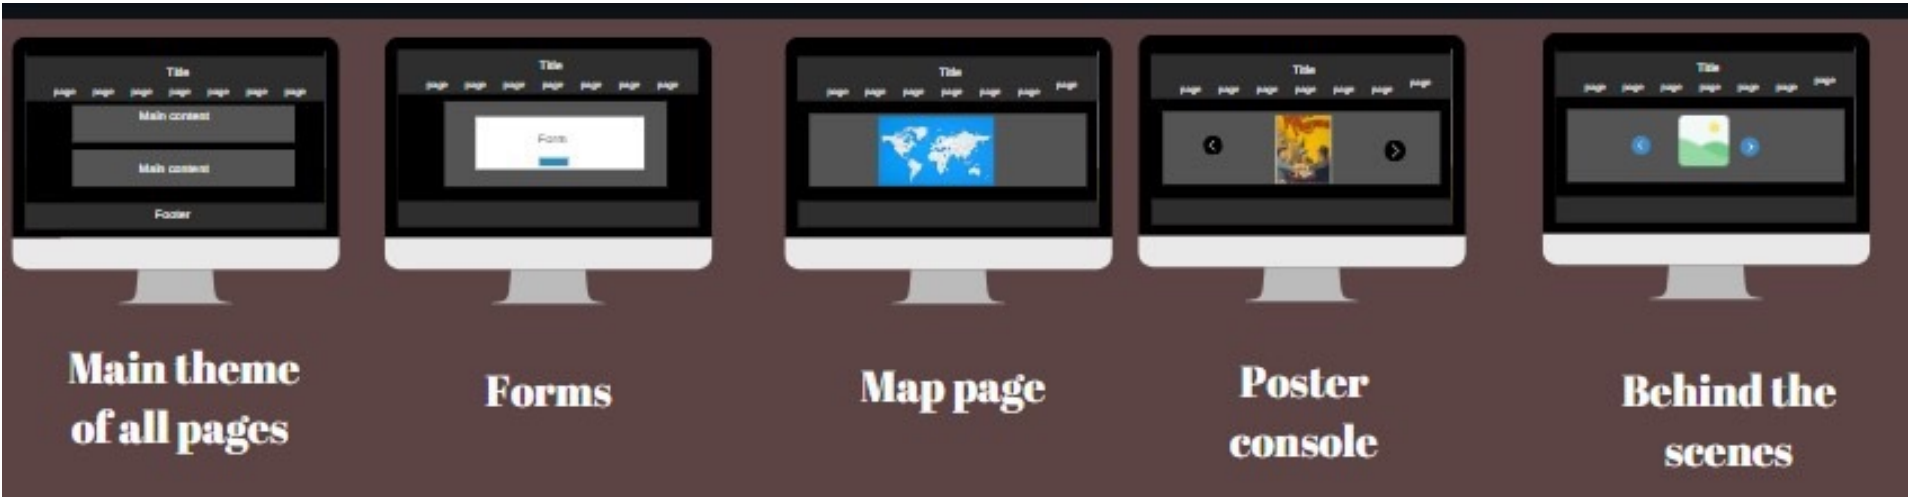 Title
page page page page page page page
Main content
Main content
Footer
Main theme
of all pages
Title
page page page page page page page
Form
Forms
Title
page page page page page page page
Map page
Title
page page page page page page page
Poster
console
Title
page page page page page page page
Behind the
scenes